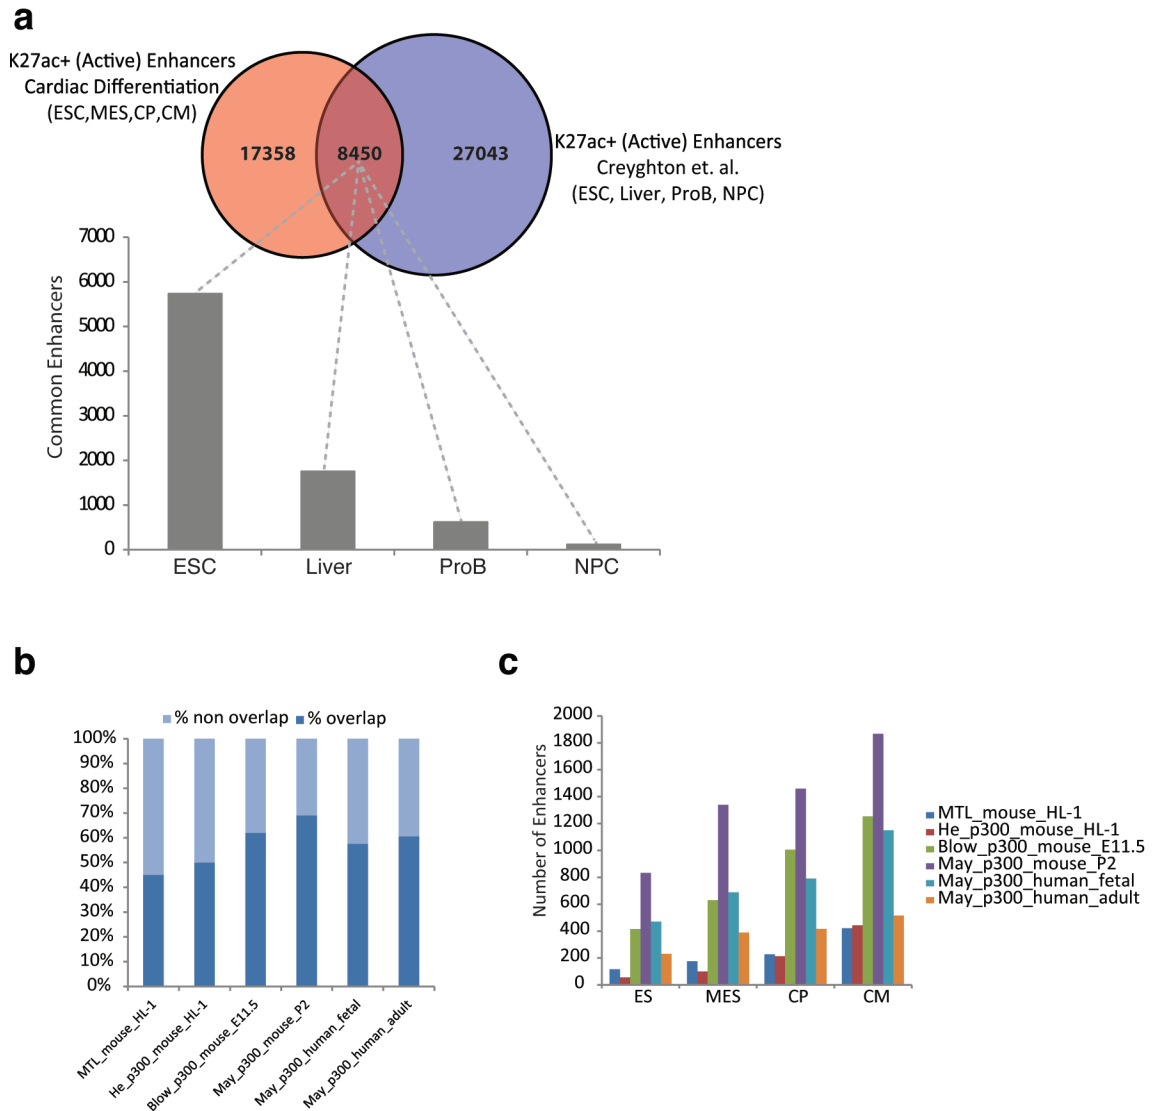 a
K27ac+ (Active) Enhancers
Cardiac Differentiation
(ESC,MES,CP,CM)
17358
8450
27043
K27ac+ (Active) Enhancers
Creyghton et. al.
(ESC, Liver, ProB, NPC)
Common Enhancers
7000
6000
5000
4000
3000
2000
1000
0
ESC
Liver
ProB
NPC
b
% non overlap
% overlap
100%
90%
80%
70%
60%
50%
40%
30%
20%
10%
0%
MTL_mouse_HL-1
He_p300_mouse_HL-1
Blow_p300_mouse_E11.5
May_p300_mouse_P2
May_p300_human_fetal
May_p300_human_adult
c
Number of Enhancers
2000
1800
1600
1400
1200
1000
800
600
400
200
0
ES
MES
CP
CM
MTL_mouse_HL-1
He_p300_mouse_HL-1
Blow_p300_mouse_E11.5
May_p300_mouse_P2
May_p300_human_fetal
May_p300_human_adult